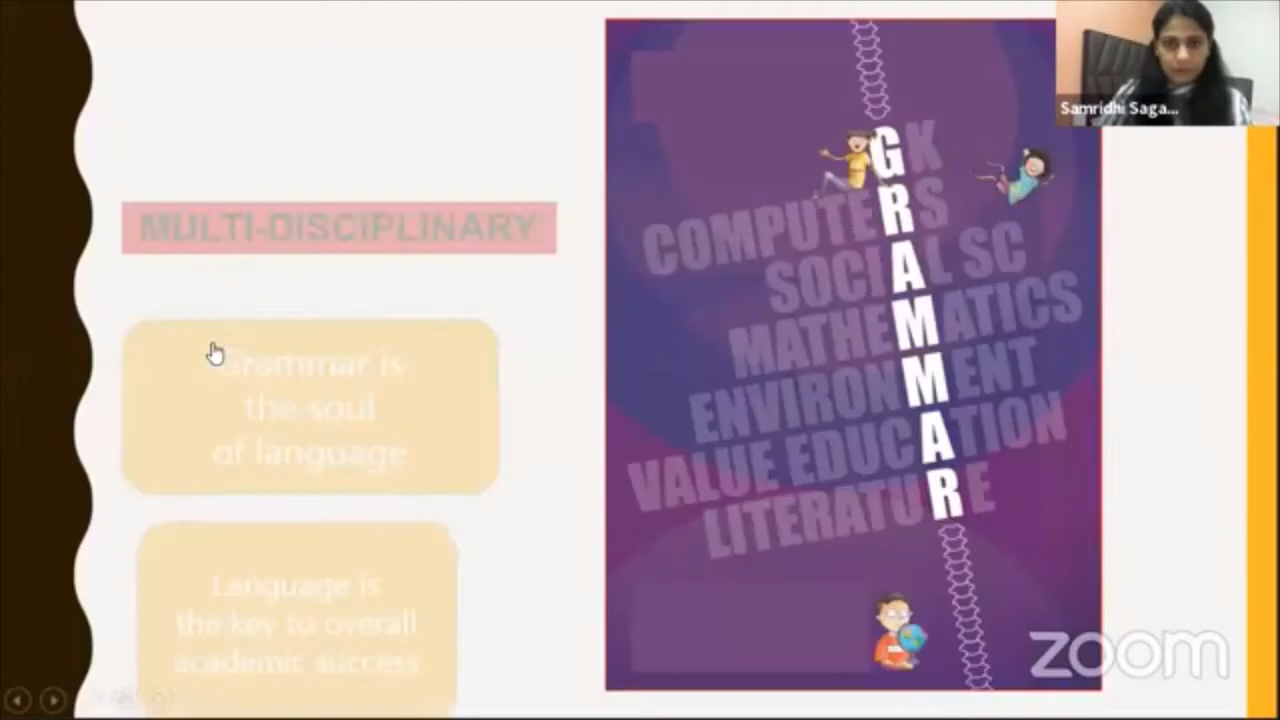 Samridhi Saga...
MULTI-DISCIPLINARY
Grammar is
the soul
of language
Language is
the key to overall
academic success
GK
COMPUTERS
SOCIAL SC
MATHEMATICS
ENVIRONMENT
VALUE EDUCATION
LITERATURE
zoom